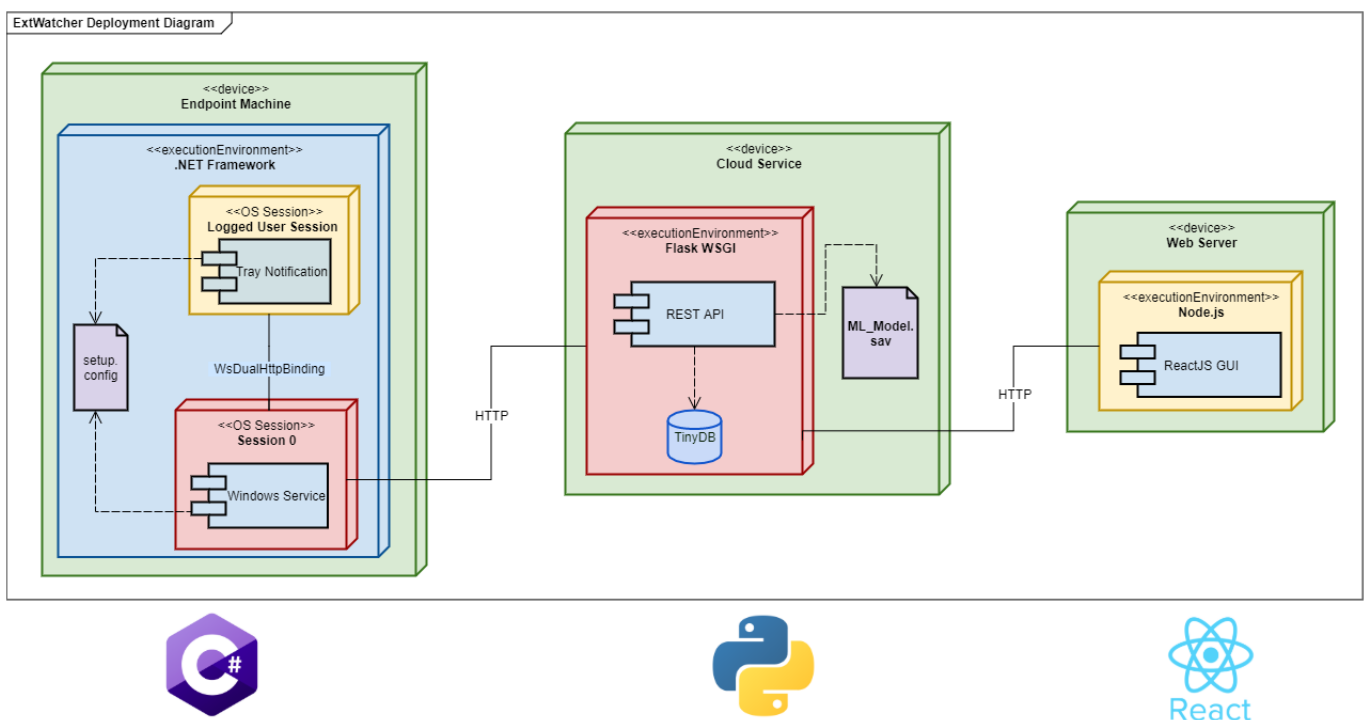 ExtWatcher Deployment Diagram
<<device>>
Endpoint Machine
<<executionEnvironment>>
.NET Framework
<<OS Session>>
Logged User Session
Tray Notification
setup.
config
WsDualHttpBinding
<<OS Session>>
Session 0
Windows Service
HTTP
<<device>>
Cloud Service
<<executionEnvironment>>
Flask WSGI
REST API
ML_Model.
sav
TinyDB
HTTP
<<device>>
Web Server
<<executionEnvironment>>
Node.js
ReactJS GUI
C#
React